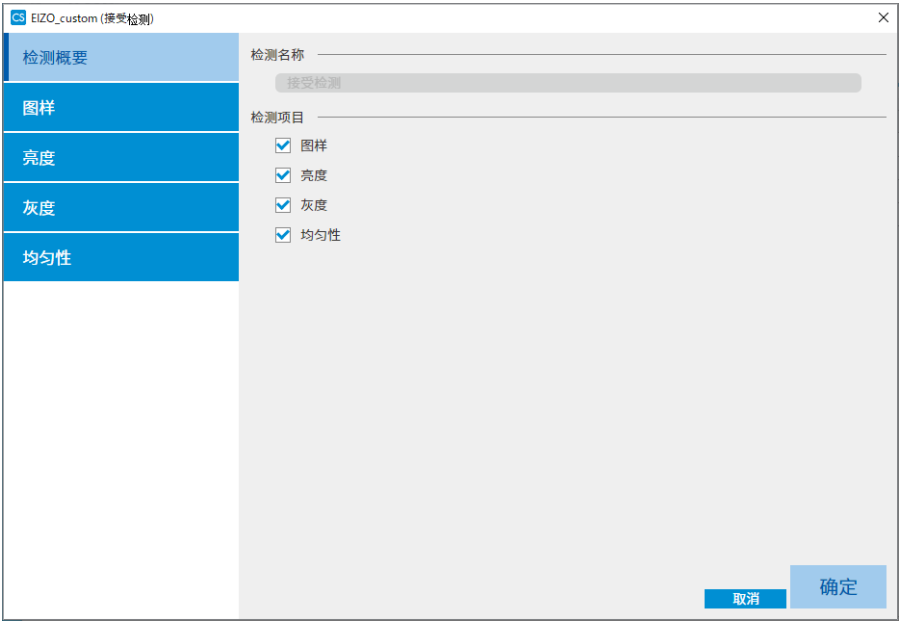 CS EIZO_custom (接受检测)
检测概要
图样
亮度
灰度
均匀性
检测名称
接受检测
检测项目
图样
亮度
灰度
均匀性
取消
确定